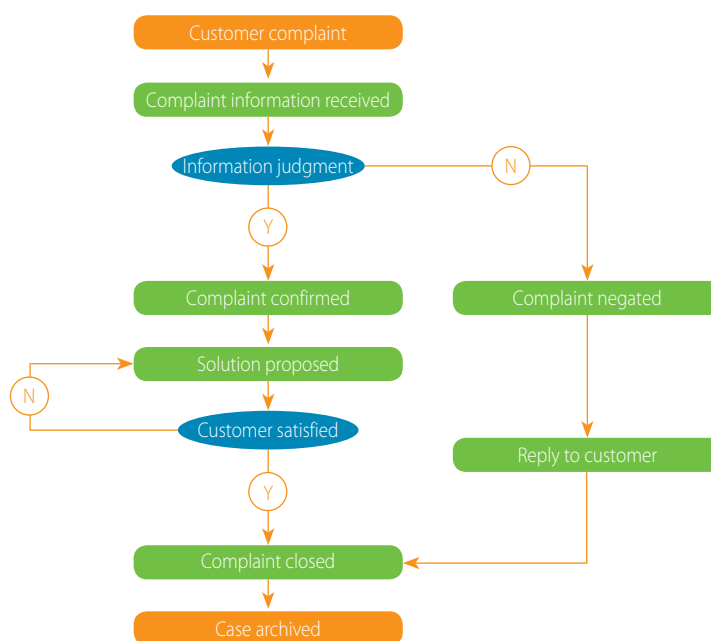 Customer complaint
Complaint information received
Information judgment
N
Y
Complaint confirmed
Complaint negated
Solution proposed
N
Customer satisfied
Reply to customer
Y
Complaint closed
Case archived